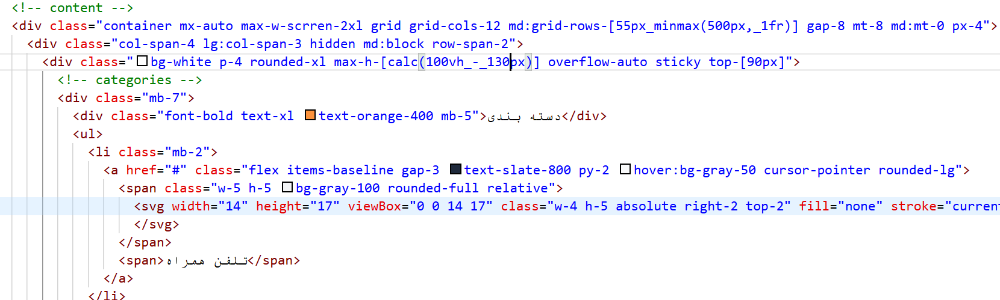 <!-- content -->
<div class="container mx-auto max-w-scrren-2xl grid grid-cols-12 md:grid-rows-[55px_minmax(500px,_1fr)] gap-8 mt-8 md:mt-0 px-4">
<div class="col-span-4 lg:col-span-3 hidden md:block row-span-2">
<div class="bg-white p-4 rounded-xl max-h-[calc(100vh_-_130px)] overflow-auto sticky top-[90px]">
<!-- categories -->
<div class="mb-7">
<div class="font-bold text-xl text-orange-400 mb-5">دسته بندی</div>
<ul>
<li class="mb-2">
<a href="#" class="flex items-baseline gap-3 text-slate-800 py-2 hover:bg-gray-50 cursor-pointer rounded-lg">
<span class="w-5 h-5 bg-gray-100 rounded-full relative">
<svg width="14" height="17" viewBox="0 0 14 17" class="w-4 h-5 absolute right-2 top-2" fill="none" stroke="current
</svg>
</span>
<span>تلفن همراه</span>
</a>
</li>